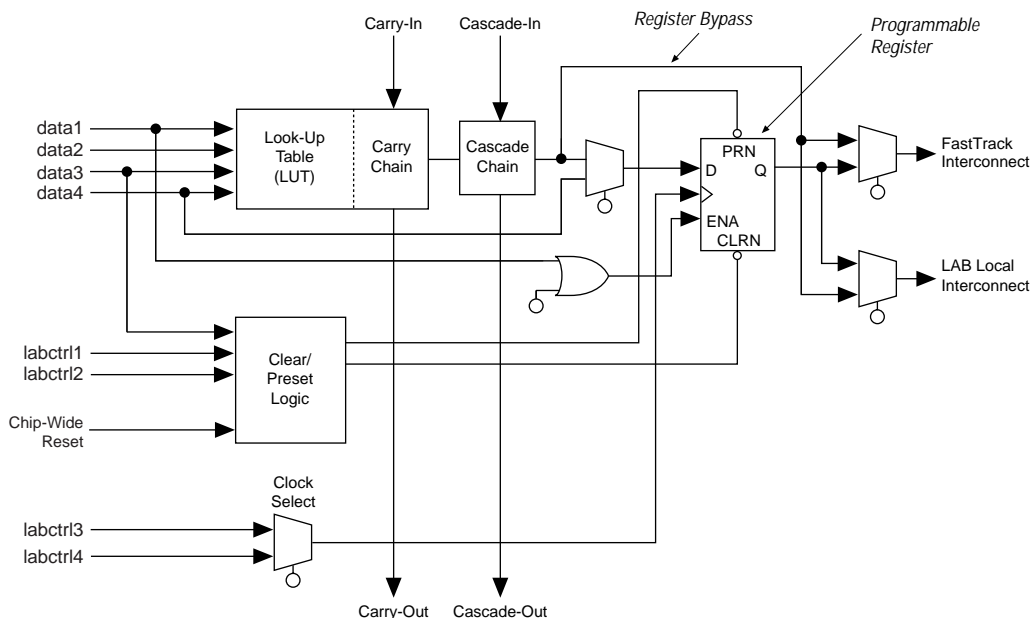 Carry-In
Cascade-In
Register Bypass
Programmable
Register
data1
data2
data3
data4
Look-Up
Table
(LUT)
Carry
Chain
Cascade
Chain
PRN
D
Q
ENA
CLRN
FastTrack
Interconnect
LAB Local
Interconnect
labctrl1
labctrl2
Clear/
Preset
Logic
Chip-Wide
Reset
Clock
Select
labctrl3
labctrl4
Carry-Out
Cascade-Out